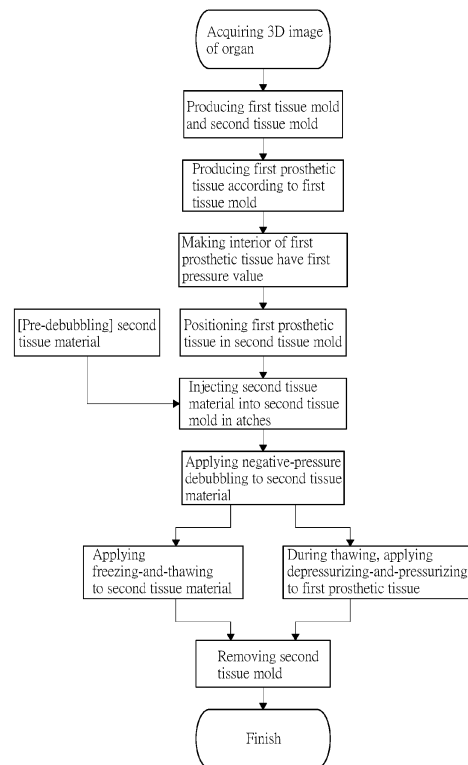 Acquiring 3D image
of organ
Producing first tissue mold
and second tissue mold
Producing first prosthetic
tissue according to first
tissue mold
Making interior of first
prosthetic tissue have first
pressure value
[Pre-debubbling] second
tissue material
Positioning first prosthetic
tissue in second tissue mold
Injecting second tissue
material into second tissue
mold in atches
Applying negative-pressure
debubbling to second tissue
material
Applying
freezing-and-thawing
to second tissue material
During thawing, applying
depressurizing-and-pressurizing
to first prosthetic tissue
Removing second
tissue mold
Finish